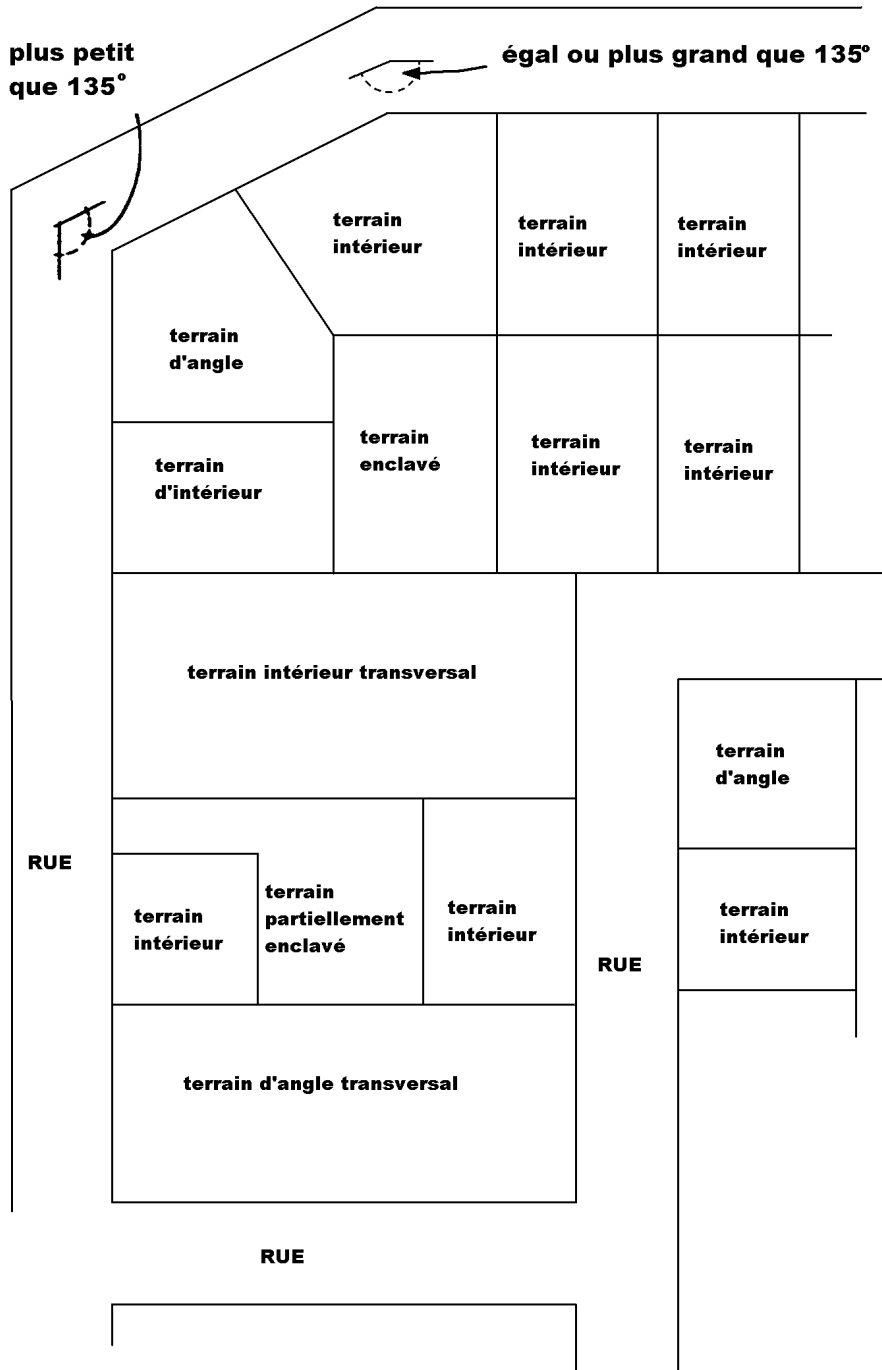 plus petit
que 135°
égal ou plus grand que 135°
terrain
intérieur
terrain
intérieur
terrain
intérieur
terrain
d'angle
terrain
enclavé
terrain
intérieur
terrain
intérieur
terrain
d'intérieur
terrain intérieur transversal
terrain
d'angle
RUE
terrain
intérieur
terrain
partiellement
enclavé
terrain
intérieur
terrain
intérieur
RUE
terrain d'angle transversal
RUE